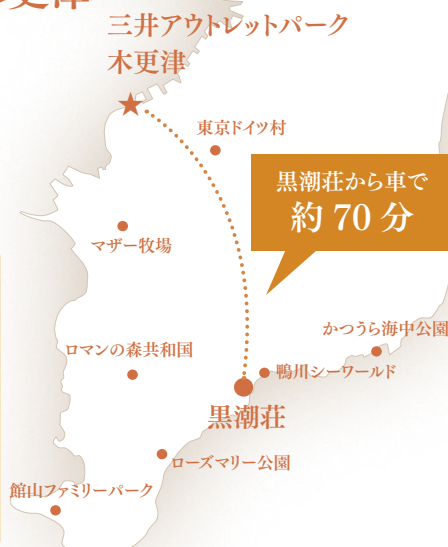 更津
三井アウトレットパーク
木更津
東京ドイツ村
黒潮荘から車で
約 70 分
マザー牧場
かつうら海中公園
ロマンの森共和国
鴨川シーワールド
黒潮荘
ローズマリー公園
館山ファミリーパーク